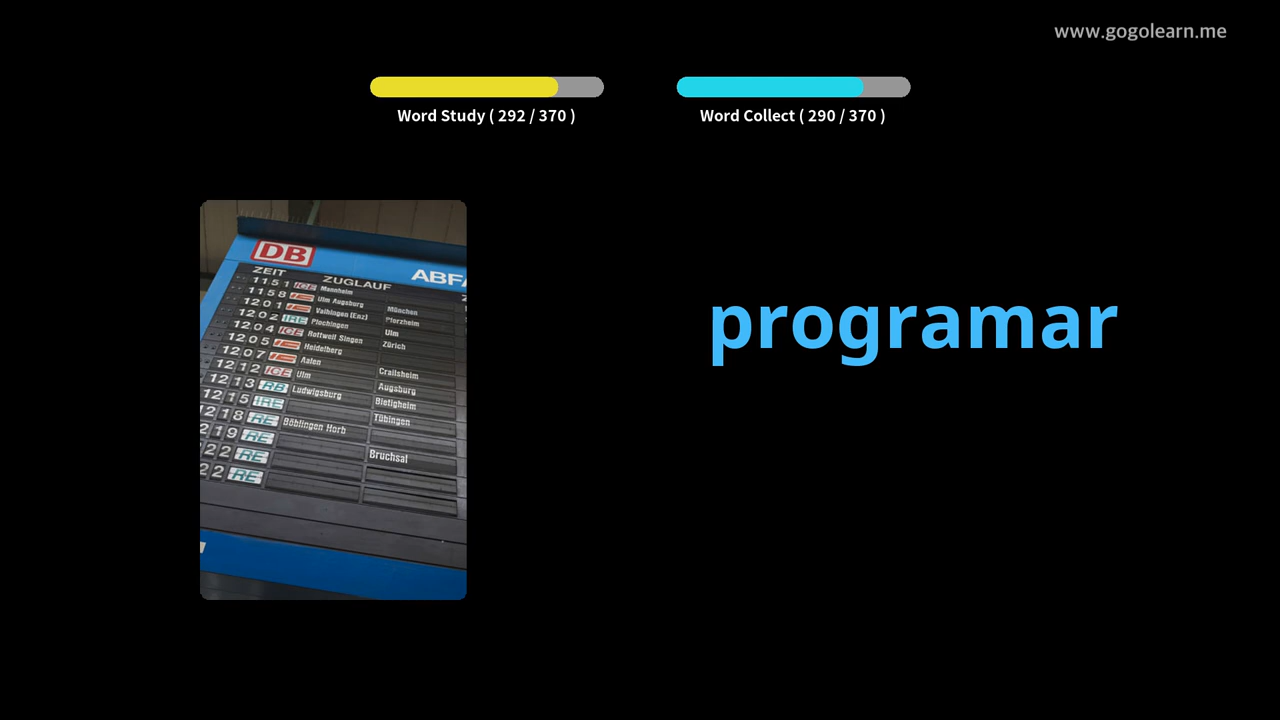 www.gogolearn.me
Word Study ( 292 / 370 )
Word Collect ( 290 / 370 )
programar
DB
ABFA
ZEIT ZUGLAUF
1151 ICE Mannheim
1158 Ulm Augsburg München
1201 Vaihingen (Enz) Pforzheim
1202 IRE Plochingen Ulm
1204 ICE Rottweil Singen Zürich
1205 Heidelberg
1207 Aalen Crailsheim
1212 ICE Ulm Augsburg
1213 RB Ludwigsburg Bietigheim
1215 IRE Tübingen
1218 RE Böblingen Horb
219 RE Bruchsal
22 RE
22 RE